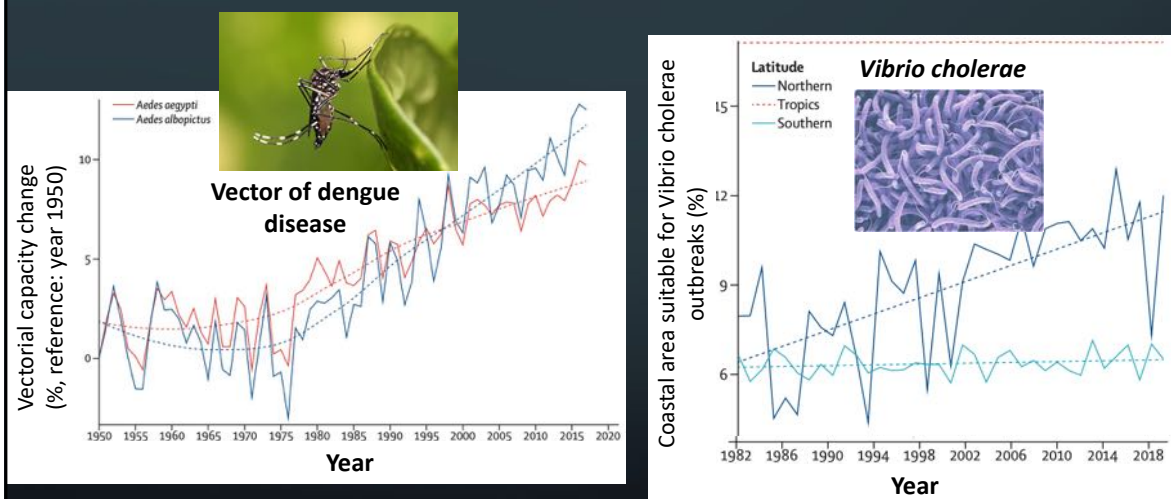 Aedes aegypti
Aedes albopictus
10
5
0
Vector of dengue
disease
Vectorial capacity change
(%, reference: year 1950)
1950 1955 1960 1965 1970 1975 1980 1985 1990 1995 2000 2005 2010 2015 2020
Year
Latitude
Northern
Tropics
Southern
Vibrio cholerae
15
12
9
6
Coastal area suitable for Vibrio cholerae
outbreaks (%)
1982 1986 1990 1994 1998 2002 2006 2010 2014 2018
Year